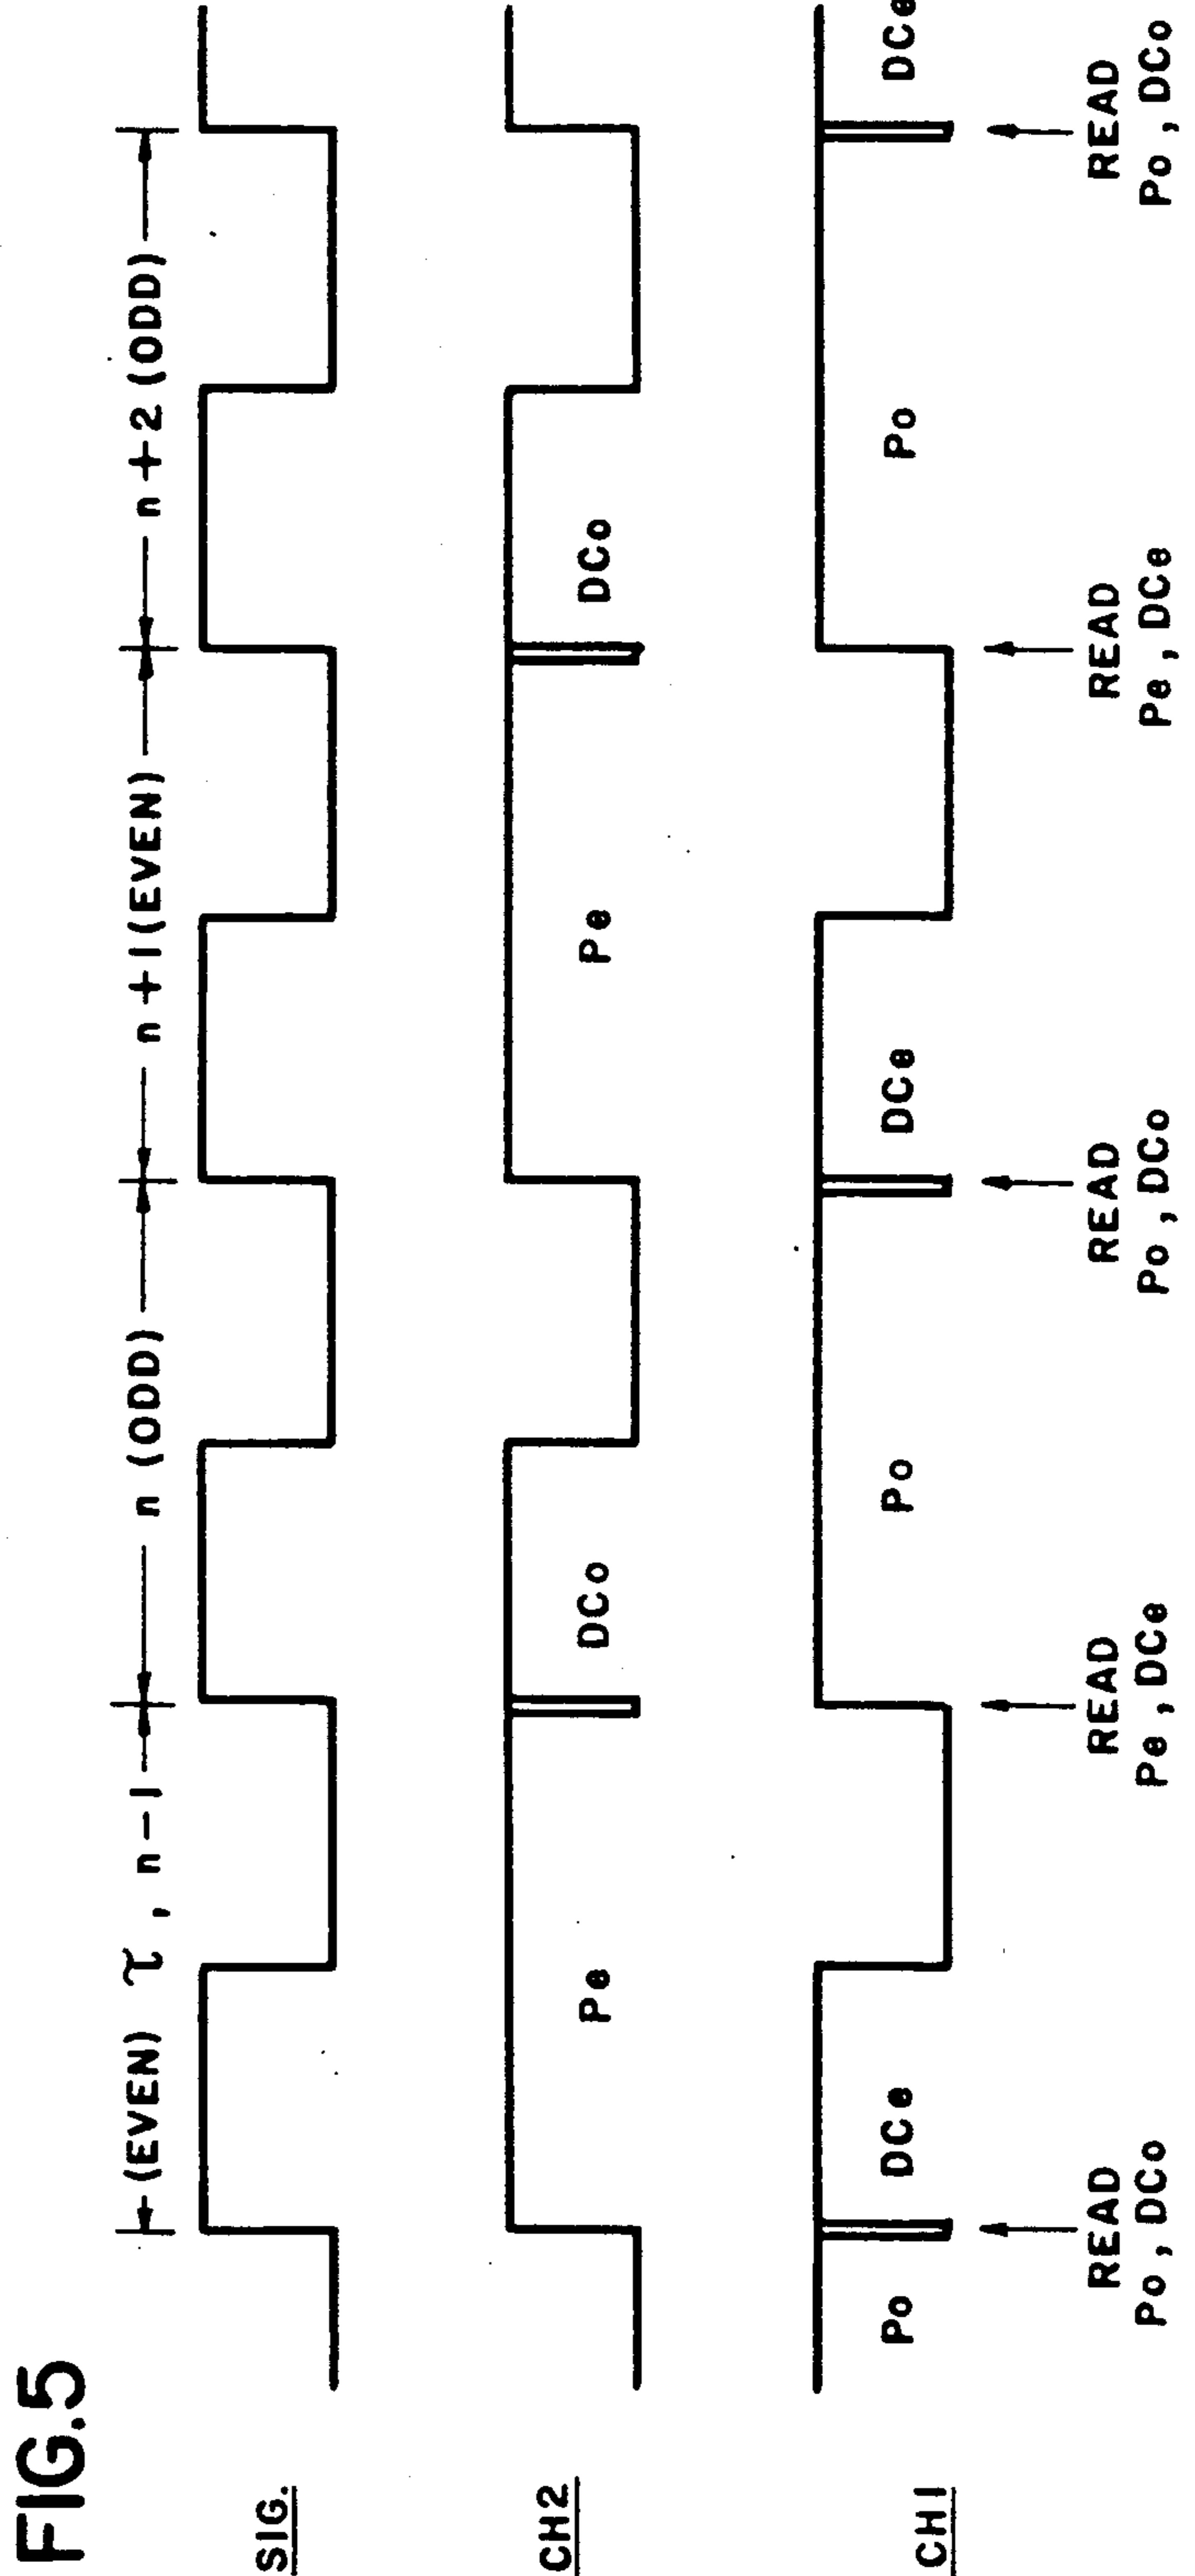 FIG.5
(EVEN) τ, n-1
n (ODD)
n+1(EVEN)
n+2 (ODD)
SIG.
CH2
Pe
DCo
Pe
DCo
CH1
Po
DCe
Po
DCe
Po
DCe
READ
Po, DCo
READ
Pe, DCe
READ
Po, DCo
READ
Pe, DCe
READ
Po, DCo